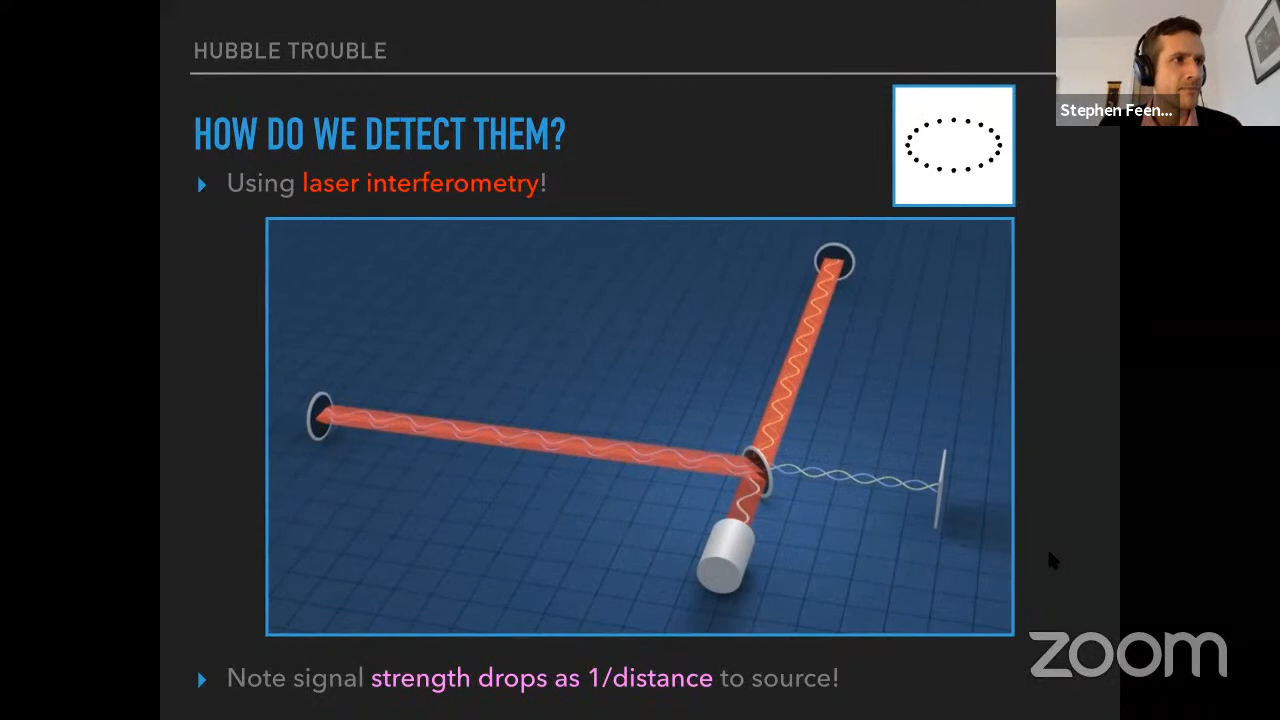 HUBBLE TROUBLE
Stephen Feen...
HOW DO WE DETECT THEM?
Using laser interferometry!
Note signal strength drops as 1/distance to source!
zoom